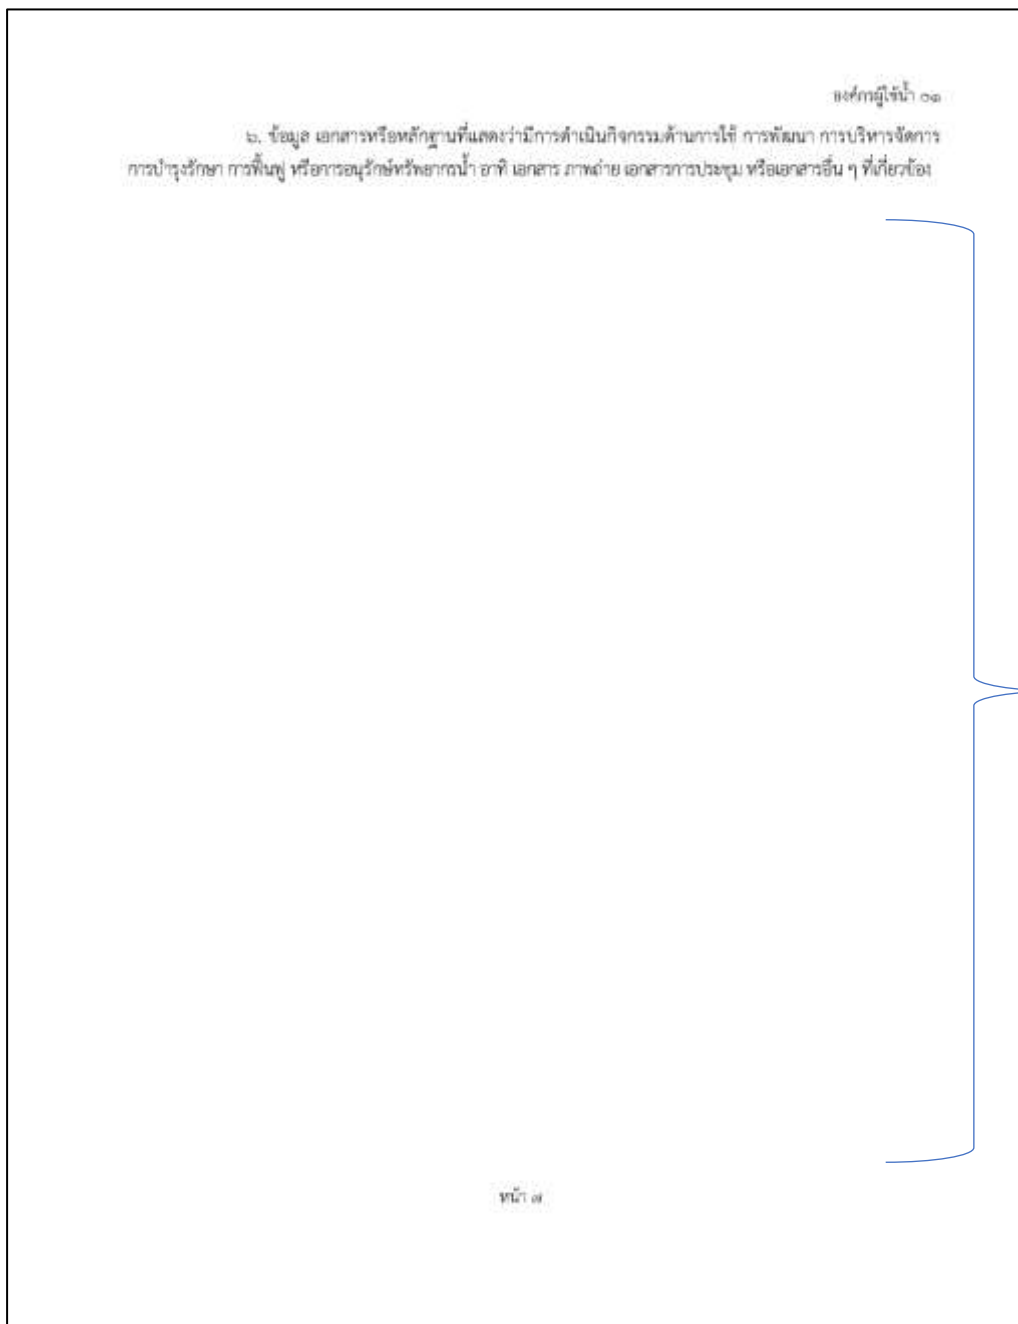 องค์กรผู้ใช้น้ำ ๐๑
๖. ข้อมูล เอกสารหรือหลักฐานที่แสดงว่ามีการดำเนินกิจกรรมด้านการใช้ การพัฒนา การบริหารจัดการ
การบำรุงรักษา การฟื้นฟู หรือการอนุรักษ์ทรัพยากรน้ำ อาทิ เอกสาร ภาพถ่าย เอกสารการประชุม หรือเอกสารอื่น ๆ ที่เกี่ยวข้อง
หน้า ๗